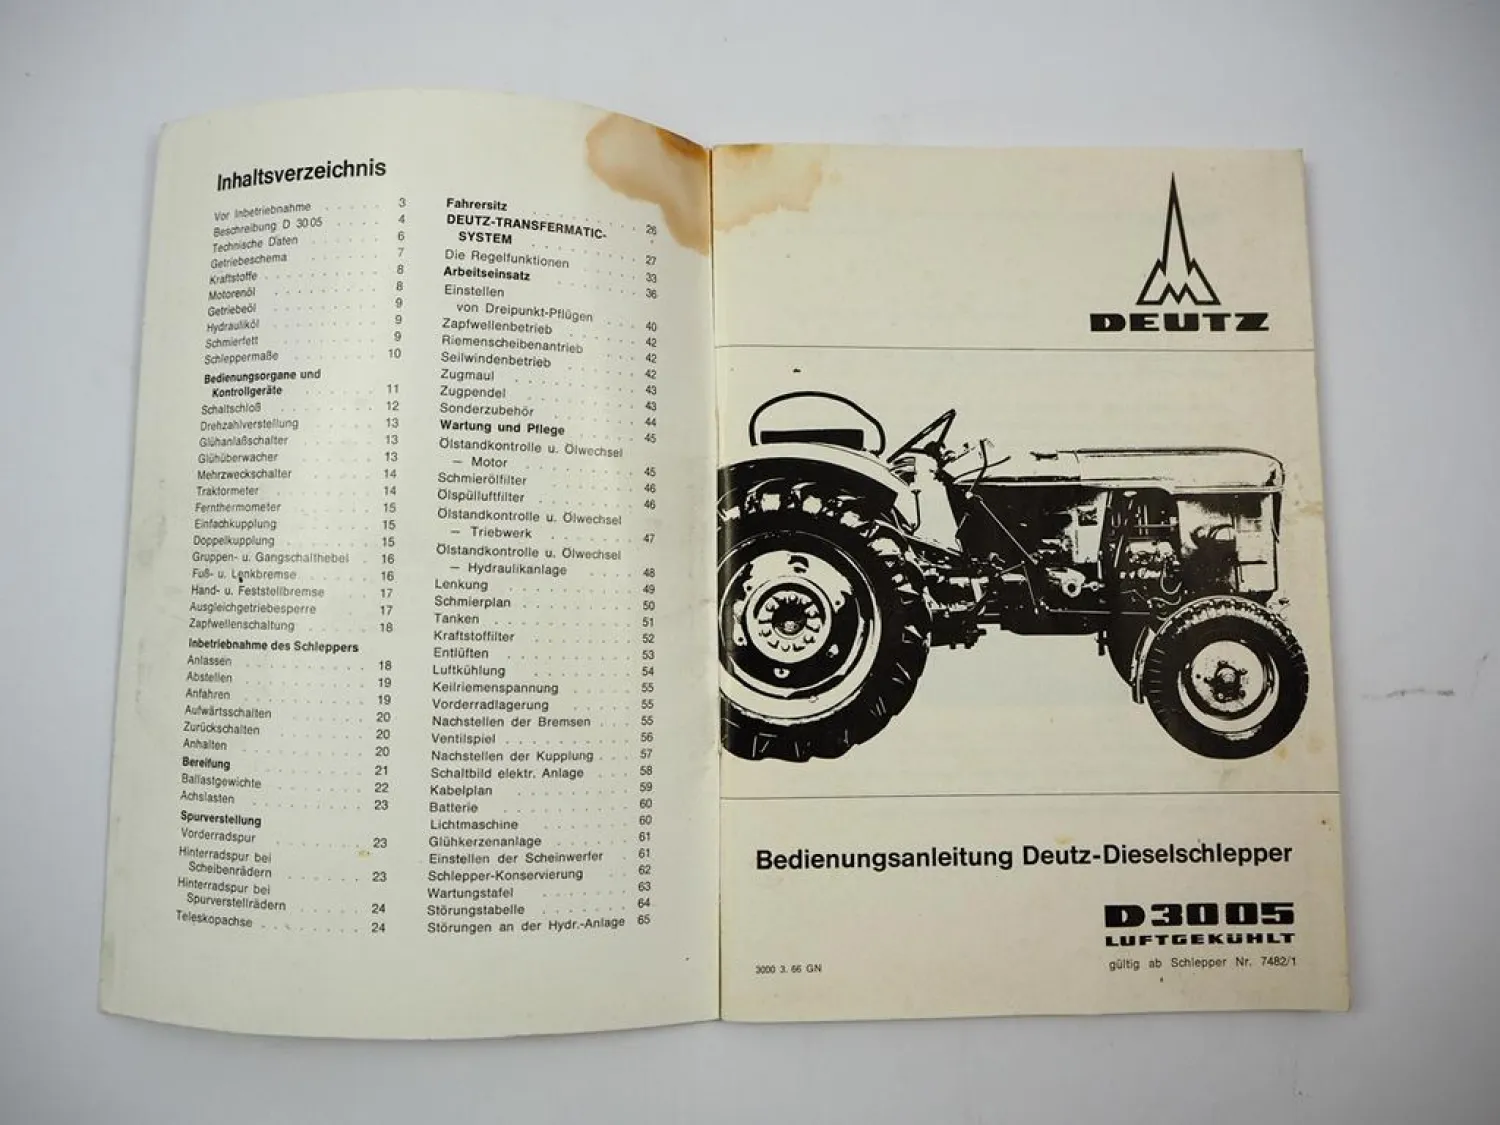 Inhaltsverzeichnis
Vor Inbetriebnahme . . . . . 3
Beschreibung D 30 05 . . . . 4
Technische Daten . . . . . . 6
Getriebeschema . . . . . . 7
Kraftstoffe . . . . . . . . . 8
Motorenöl . . . . . . . . 8
Getriebeöl . . . . . . . . 9
Hydrauliköl . . . . . . . . 9
Schmierfett . . . . . . . . 9
Schleppermaße . . . . . . . 10
Bedienungsorgane und
Kontrollgeräte . . . . . . 11
Schaltschloß . . . . . . . . 12
Drehzahlverstellung . . . . . 13
Glühanlaßschalter . . . . . 13
Glühüberwacher . . . . . . 13
Mehrzweckschalter . . . . . 14
Traktormeter . . . . . . . 14
Fernthermometer . . . . . . 15
Einfachkupplung . . . . . . 15
Doppelkupplung . . . . . . 15
Gruppen- u. Gangschalthebel . 16
Fuß- u. Lenkbremse . . . . . 16
Hand- u. Feststellbremse . . . 17
Ausgleichgetriebesperre . . . 17
Zapfwellenschaltung . . . . . 18
Inbetriebnahme des Schleppers
Anlassen . . . . . . . . . 18
Abstellen . . . . . . . . . 19
Anfahren . . . . . . . . . 19
Aufwärtsschalten . . . . . . 20
Zurückschalten . . . . . . . 20
Anhalten . . . . . . . . . 20
Bereifung . . . . . . . . . 21
Ballastgewichte . . . . . . . 22
Achslasten . . . . . . . . . 23
Spurverstellung
Vorderradspur . . . . . . . 23
Hinterradspur bei
Scheibenrädern . . . . . . 23
Hinterradspur bei
Spurverstellrädern . . . . . 24
Teleskopachse . . . . . . . . 24
Fahrersitz . . . . . . . . 26
DEUTZ-TRANSFERMATIC-
SYSTEM . . . . . . . . 27
Die Regelfunktionen . . . . . 33
Arbeitseinsatz . . . . . . . 36
Einstellen
von Dreipunkt-Pflügen . . . 40
Zapfwellenbetrieb . . . . . . 42
Riemenscheibenantrieb . . . . 42
Seilwindenbetrieb . . . . . . 42
Zugmaul . . . . . . . . . 43
Zugpendel . . . . . . . . . 43
Sonderzubehör . . . . . . . 44
Wartung und Pflege . . . . . 45
Ölstandkontrolle u. Ölwechsel
— Motor . . . . . . . . . 45
Schmierölfilter . . . . . . . 46
Ölspülluftfilter . . . . . . . 46
Ölstandkontrolle u. Ölwechsel
— Triebwerk . . . . . . . 47
Ölstandkontrolle u. Ölwechsel
— Hydraulikanlage . . . . 48
Lenkung . . . . . . . . . 49
Schmierplan . . . . . . . . 50
Tanken . . . . . . . . . . 51
Kraftstoffilter . . . . . . . 52
Entlüften . . . . . . . . . 53
Luftkühlung . . . . . . . . 54
Keilriemenspannung . . . . . 55
Vorderradlagerung . . . . . 55
Nachstellen der Bremsen . . . 55
Ventilspiel . . . . . . . . . 56
Nachstellen der Kupplung . . . 57
Schaltbild elektr. Anlage . . . 58
Kabelplan . . . . . . . . . 59
Batterie . . . . . . . . . 60
Lichtmaschine . . . . . . . 60
Glühkerzenanlage . . . . . . 61
Einstellen der Scheinwerfer . 61
Schlepper-Konservierung . . 62
Wartungstafel . . . . . . . 63
Störungstabelle . . . . . . . 64
Störungen an der Hydr.-Anlage 65
DEUTZ
Bedienungsanleitung Deutz-Dieselschlepper
D 30 05
LUFTGEKÜHLT
gültig ab Schlepper Nr. 7482/1
3000 3. 66 GN